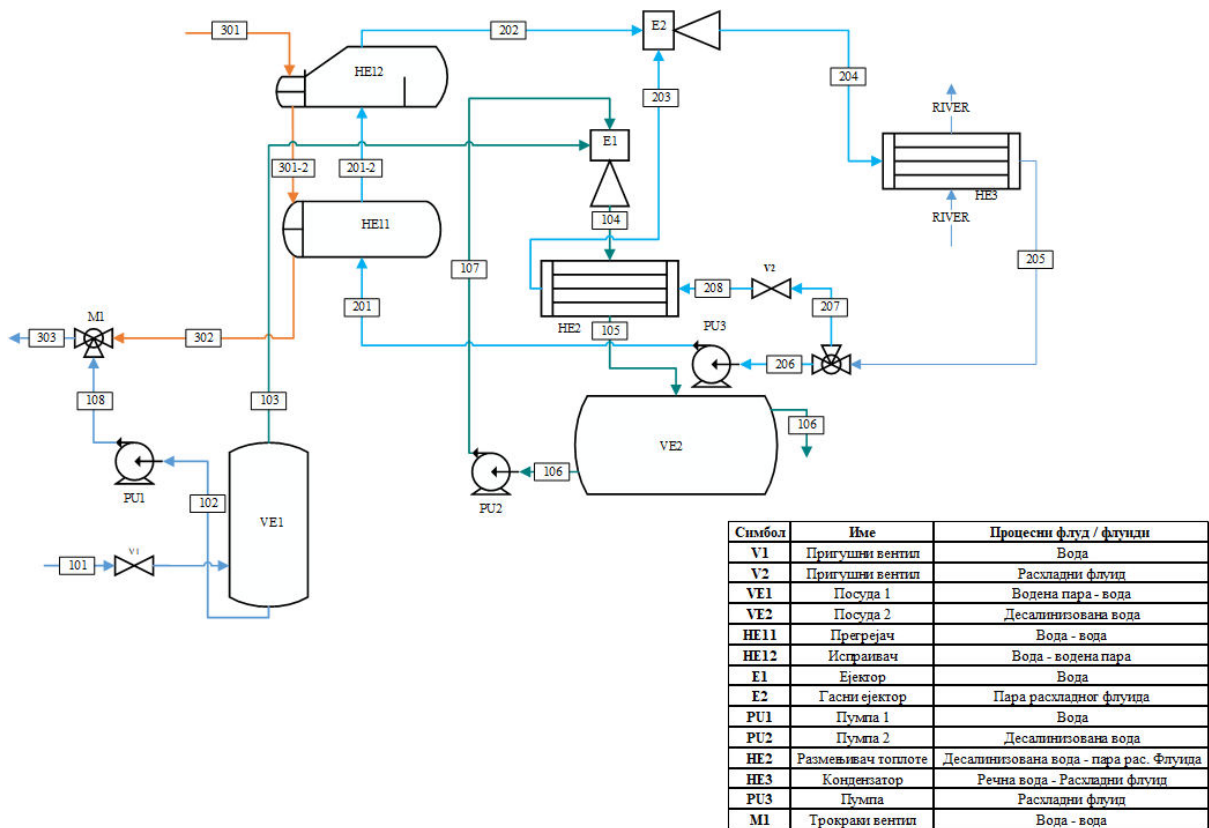 301
202
E2
204
HE12
203
RIVER
E1
301-2
201-2
HE3
HE11
104
RIVER
107
205
V2
201
208
207
M1
HE2
105
PU3
303
302
206
108
103
106
VE2
PU1
102
106
VE1
PU2
V1
101
Симбол Име Процесни флуд / флуиди
V1 Пригушни вентил Вода
V2 Пригушни вентил Расхладни флуид
VE1 Посуда 1 Водена пара - вода
VE2 Посуда 2 Десалинизована вода
HE11 Прегрејач Вода - вода
HE12 Испраивач Вода - водена пара
E1 Ејектор Вода
E2 Гасни ејектор Пара расхладног флуида
PU1 Пумпа 1 Вода
PU2 Пумпа 2 Десалинизована вода
HE2 Размењивач топлоте Десалинизована вода - пара рас. Флуида
HE3 Кондензатор Речна вода - Расхладни флуид
PU3 Пумпа Расхладни флуид
M1 Трокраки вентил Вода - вода